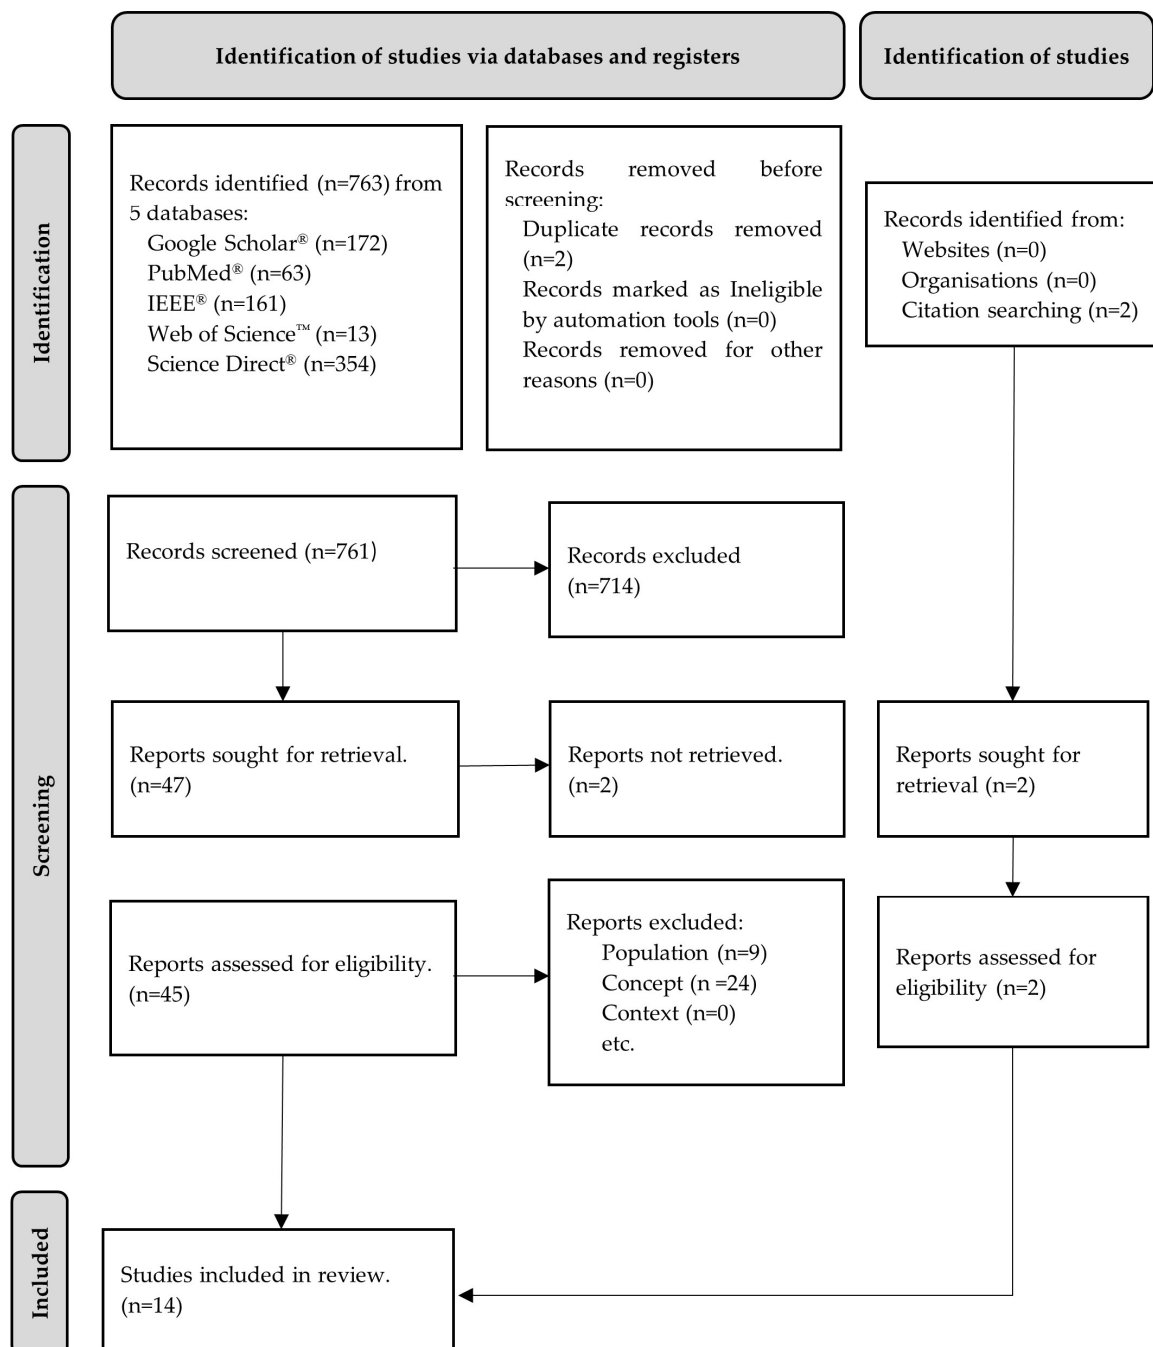 Identification of studies via databases and registers
Identification of studies
Identification
Records identified (n=763) from
5 databases:
Google Scholar® (n=172)
PubMed® (n=63)
IEEE® (n=161)
Web of Science™ (n=13)
Science Direct® (n=354)
Records removed before
screening:
Duplicate records removed
(n=2)
Records marked as Ineligible
by automation tools (n=0)
Records removed for other
reasons (n=0)
Records identified from:
Websites (n=0)
Organisations (n=0)
Citation searching (n=2)
Screening
Records screened (n=761)
Records excluded
(n=714)
Reports sought for retrieval.
(n=47)
Reports not retrieved.
(n=2)
Reports sought for
retrieval (n=2)
Reports assessed for eligibility.
(n=45)
Reports excluded:
Population (n=9)
Concept (n =24)
Context (n=0)
etc.
Reports assessed for
eligibility (n=2)
Included
Studies included in review.
(n=14)